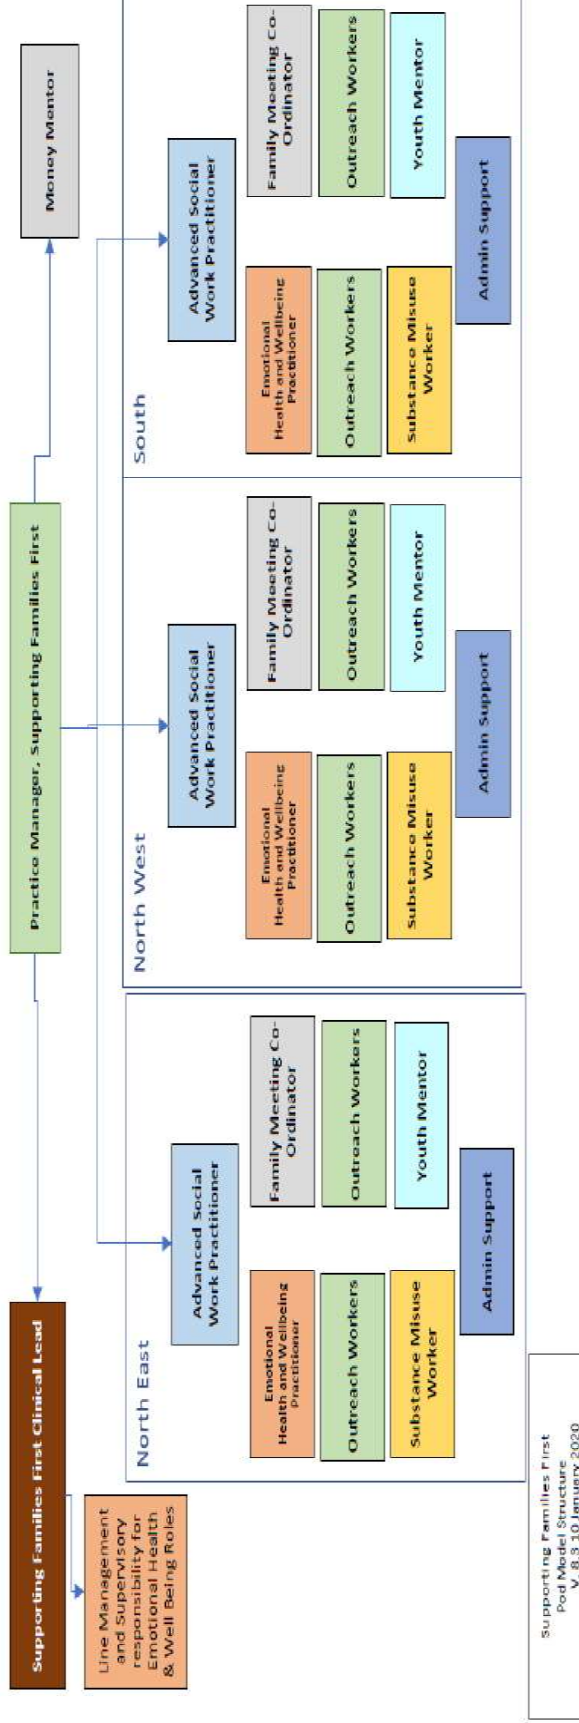 Supporting Families First Clinical Lead
Practice Manager, Supporting Families First
Money Mentor
Line Management
and Supervisory
responsibility for
Emotional Health
& Well Being Roles
North East
Advanced Social
Work Practitioner
Emotional
Health and Wellbeing
Practitioner
Family Meeting Co-
Ordinator
Outreach Workers
Outreach Workers
Substance Misuse
Worker
Youth Mentor
Admin Support
North West
Advanced Social
Work Practitioner
Emotional
Health and Wellbeing
Practitioner
Family Meeting Co-
Ordinator
Outreach Workers
Outreach Workers
Substance Misuse
Worker
Youth Mentor
Admin Support
South
Advanced Social
Work Practitioner
Emotional
Health and Wellbeing
Practitioner
Family Meeting Co-
Ordinator
Outreach Workers
Outreach Workers
Substance Misuse
Worker
Youth Mentor
Admin Support
Supporting Families First
Pod Model Structure
V. 8.3 10 January 2020